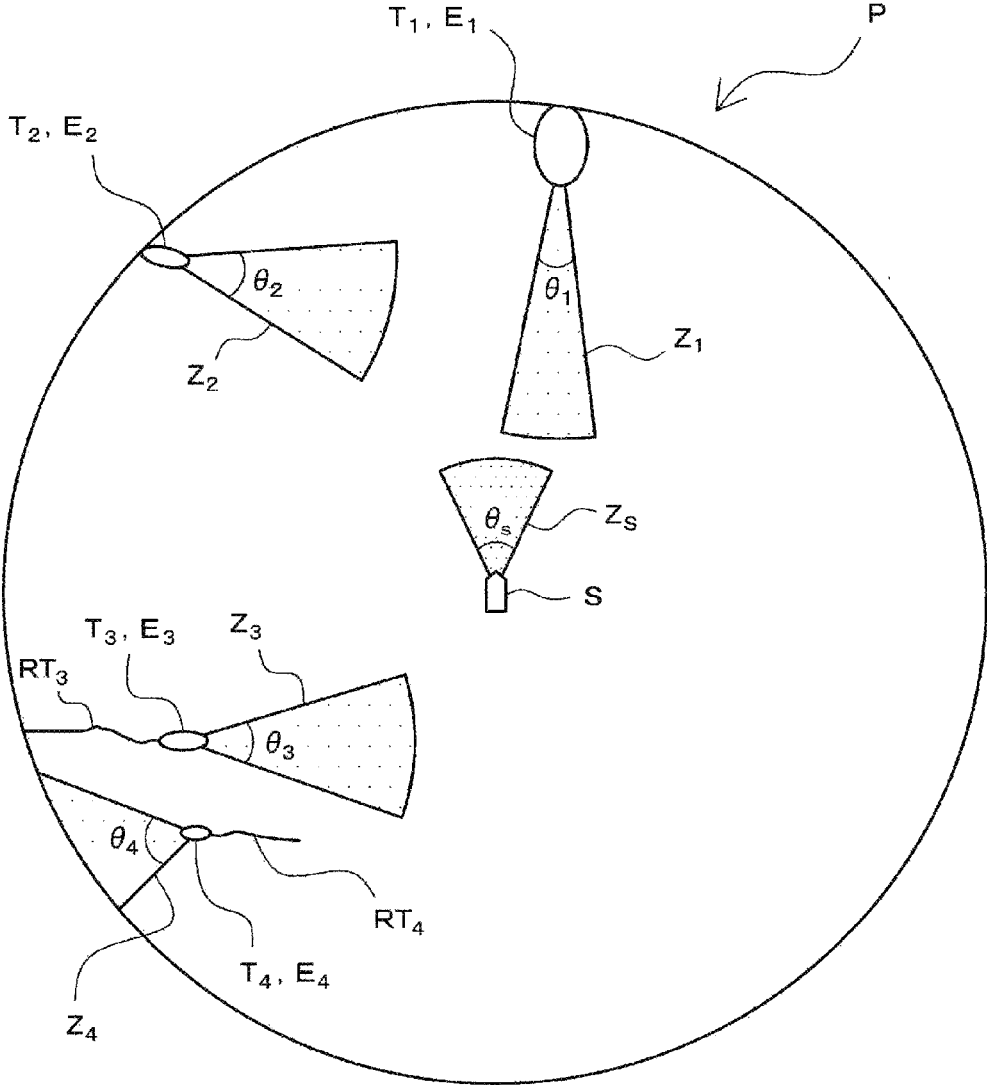 T₁, E₁
P
T₂, E₂
θ₂
θ₁
Z₁
Z₂
θₛ
Zₛ
S
T₃, E₃
Z₃
RT₃
θ₃
θ₄
RT₄
T₄, E₄
Z₄